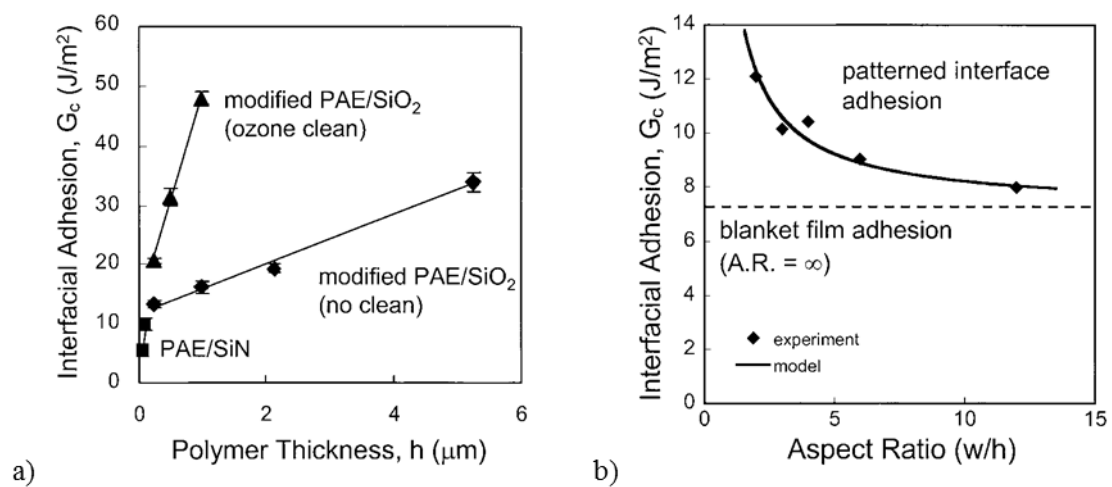 60
50
40
30
20
10
0
0
2
4
6
Interfacial Adhesion, Gc (J/m²)
modified PAE/SiO₂
(ozone clean)
modified PAE/SiO₂
(no clean)
PAE/SiN
Polymer Thickness, h (μm)
a)
14
12
10
8
6
4
2
0
0
5
10
15
Interfacial Adhesion, Gc (J/m²)
patterned interface
adhesion
blanket film adhesion
(A.R. = ∞)
experiment
model
Aspect Ratio (w/h)
b)